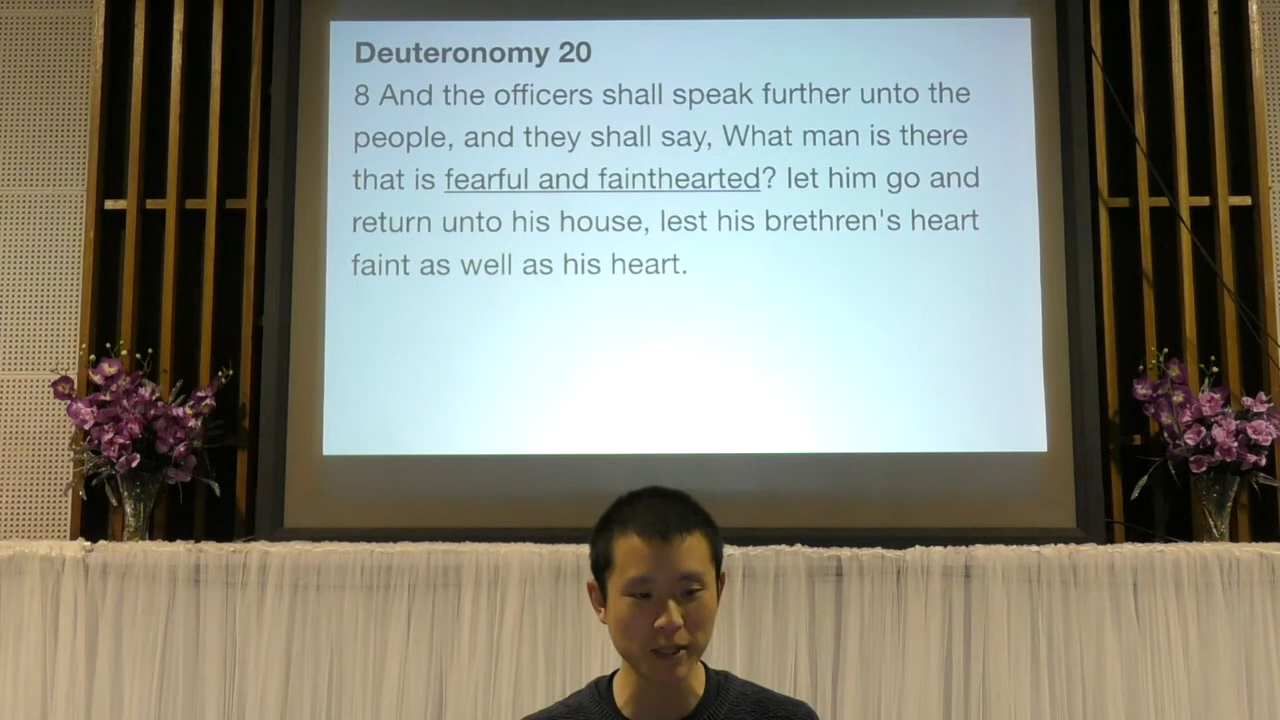 Deuteronomy 20
8 And the officers shall speak further unto the
people, and they shall say, What man is there
that is fearful and fainthearted? let him go and
return unto his house, lest his brethren's heart
faint as well as his heart.